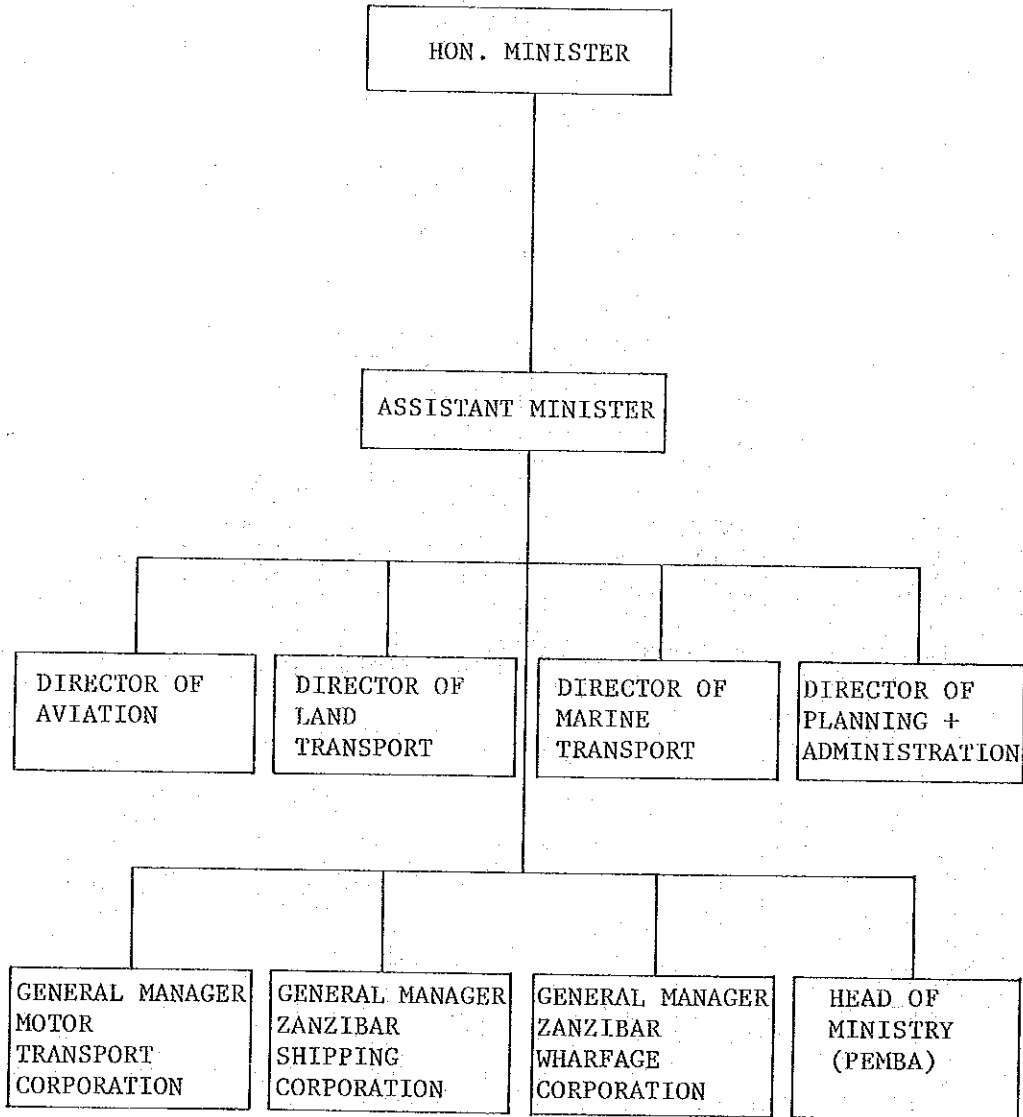 HON. MINISTER
ASSISTANT MINISTER
DIRECTOR OF
AVIATION
DIRECTOR OF
LAND
TRANSPORT
DIRECTOR OF
MARINE
TRANSPORT
DIRECTOR OF
PLANNING +
ADMINISTRATION
GENERAL MANAGER
MOTOR
TRANSPORT
CORPORATION
GENERAL MANAGER
ZANZIBAR
SHIPPING
CORPORATION
GENERAL MANAGER
ZANZIBAR
WHARFAGE
CORPORATION
HEAD OF
MINISTRY
(PEMBA)